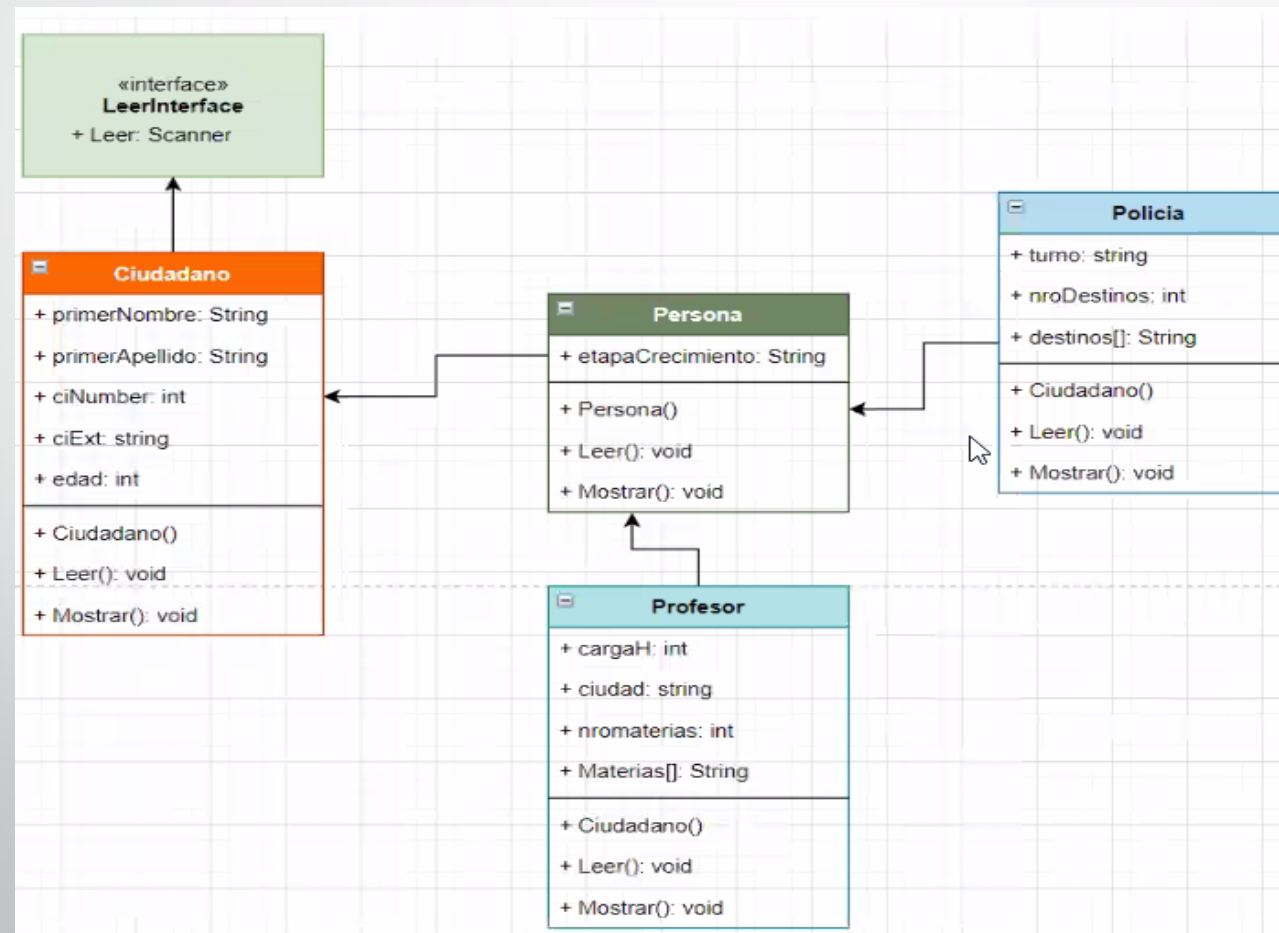 «interface»
LeerInterface
+ Leer: Scanner
Ciudadano
+ primerNombre: String
+ primerApellido: String
+ ciNumber: int
+ ciExt: string
+ edad: int
+ Ciudadano()
+ Leer(): void
+ Mostrar(): void
Persona
+ etapaCrecimiento: String
+ Persona()
+ Leer(): void
+ Mostrar(): void
Policia
+ turno: string
+ nroDestinos: int
+ destinos[]: String
+ Ciudadano()
+ Leer(): void
+ Mostrar(): void
Profesor
+ cargaH: int
+ ciudad: string
+ nromaterias: int
+ Materias[]: String
+ Ciudadano()
+ Leer(): void
+ Mostrar(): void